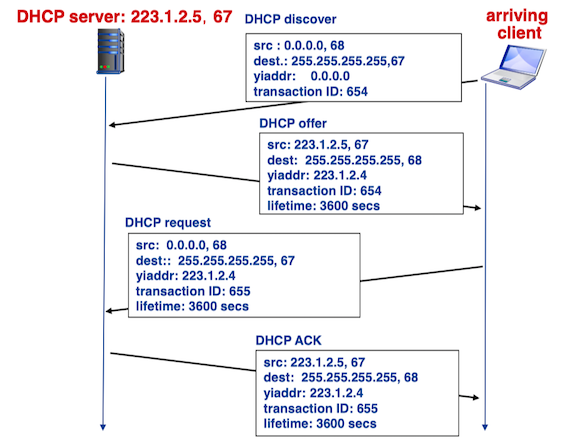 DHCP server: 223.1.2.5, 67
DHCP discover
arriving
client
src : 0.0.0.0, 68
dest.: 255.255.255.255,67
yiaddr: 0.0.0.0
transaction ID: 654
DHCP offer
src: 223.1.2.5, 67
dest: 255.255.255.255, 68
yiaddr: 223.1.2.4
transaction ID: 654
lifetime: 3600 secs
DHCP request
src: 0.0.0.0, 68
dest:: 255.255.255.255, 67
yiaddr: 223.1.2.4
transaction ID: 655
lifetime: 3600 secs
DHCP ACK
src: 223.1.2.5, 67
dest: 255.255.255.255, 68
yiaddr: 223.1.2.4
transaction ID: 655
lifetime: 3600 secs